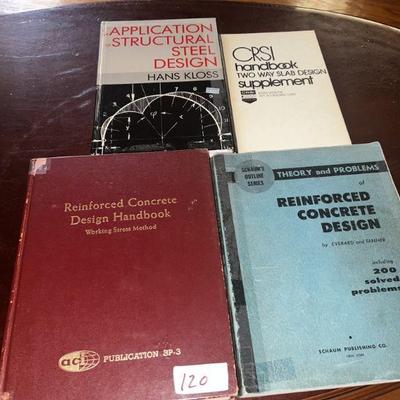 APPLICATION
of STRUCTURAL
STEEL
DESIGN
HANS KLOSS
CRSI
handbook
TWO WAY SLAB DESIGN
supplement
CRSI
Reinforced Concrete
Design Handbook
Working Stress Method
aci
PUBLICATION SP-3
120
SCHAUM'S
OUTLINE
SERIES
THEORY and PROBLEMS
of
REINFORCED
CONCRETE
DESIGN
by EVERARD and TANNER
including
200
solved
problems
SCHAUM PUBLISHING CO.
NEW YORK